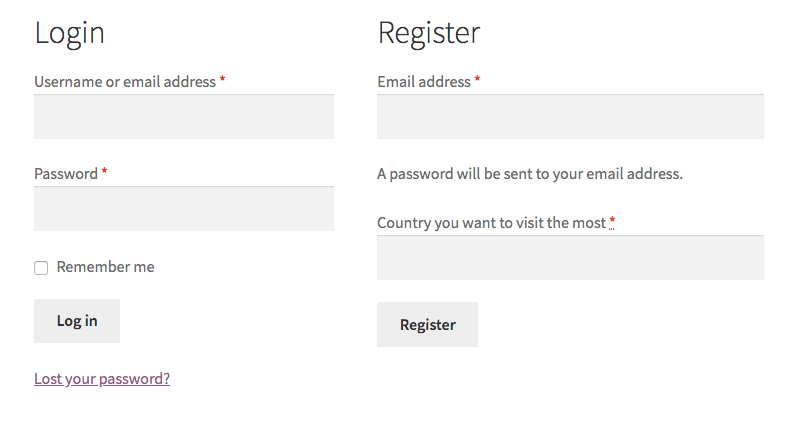 Login
Username or email address *
Password *
Remember me
Log in
Lost your password?
Register
Email address *
A password will be sent to your email address.
Country you want to visit the most *
Register